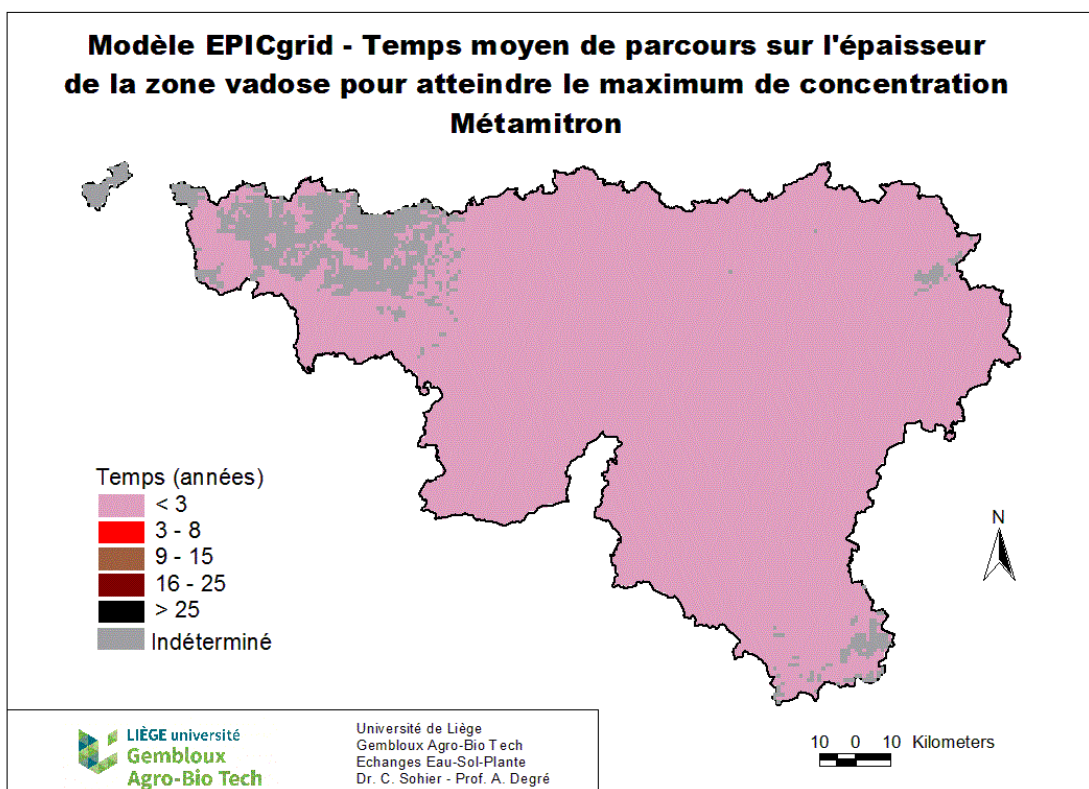 Modèle EPICgrid - Temps moyen de parcours sur l'épaisseur
de la zone vadose pour atteindre le maximum de concentration
Métamitron
Temps (années)
< 3
3 - 8
9 - 15
16 - 25
> 25
Indéterminé
N
LIÈGE université
Gembloux
Agro-Bio Tech
Université de Liège
Gembloux Agro-Bio Tech
Echanges Eau-Sol-Plante
Dr. C. Sohier - Prof. A. Degré
10 0 10 Kilometers